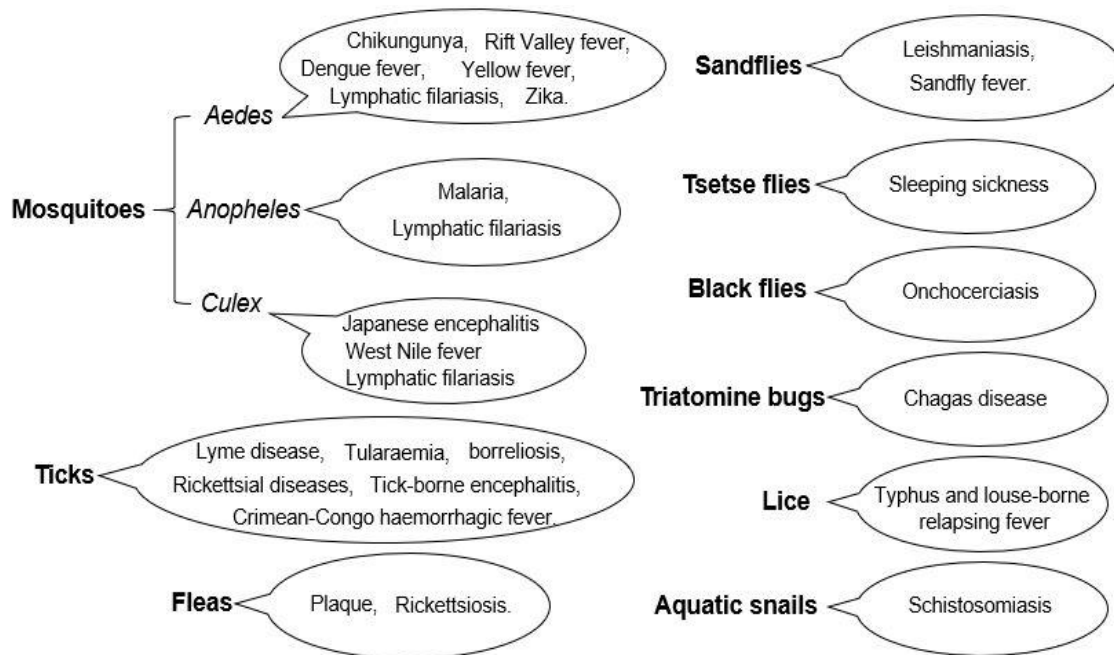 Mosquitoes
Aedes
Chikungunya, Rift Valley fever,
Dengue fever, Yellow fever,
Lymphatic filariasis, Zika.
Anopheles
Malaria,
Lymphatic filariasis
Culex
Japanese encephalitis
West Nile fever
Lymphatic filariasis
Ticks
Lyme disease, Tularaemia, borreliosis,
Rickettsial diseases, Tick-borne encephalitis,
Crimean-Congo haemorrhagic fever.
Fleas
Plaque, Rickettsiosis.
Sandflies
Leishmaniasis,
Sandfly fever.
Tsetse flies
Sleeping sickness
Black flies
Onchocerciasis
Triatomine bugs
Chagas disease
Lice
Typhus and louse-borne
relapsing fever
Aquatic snails
Schistosomiasis